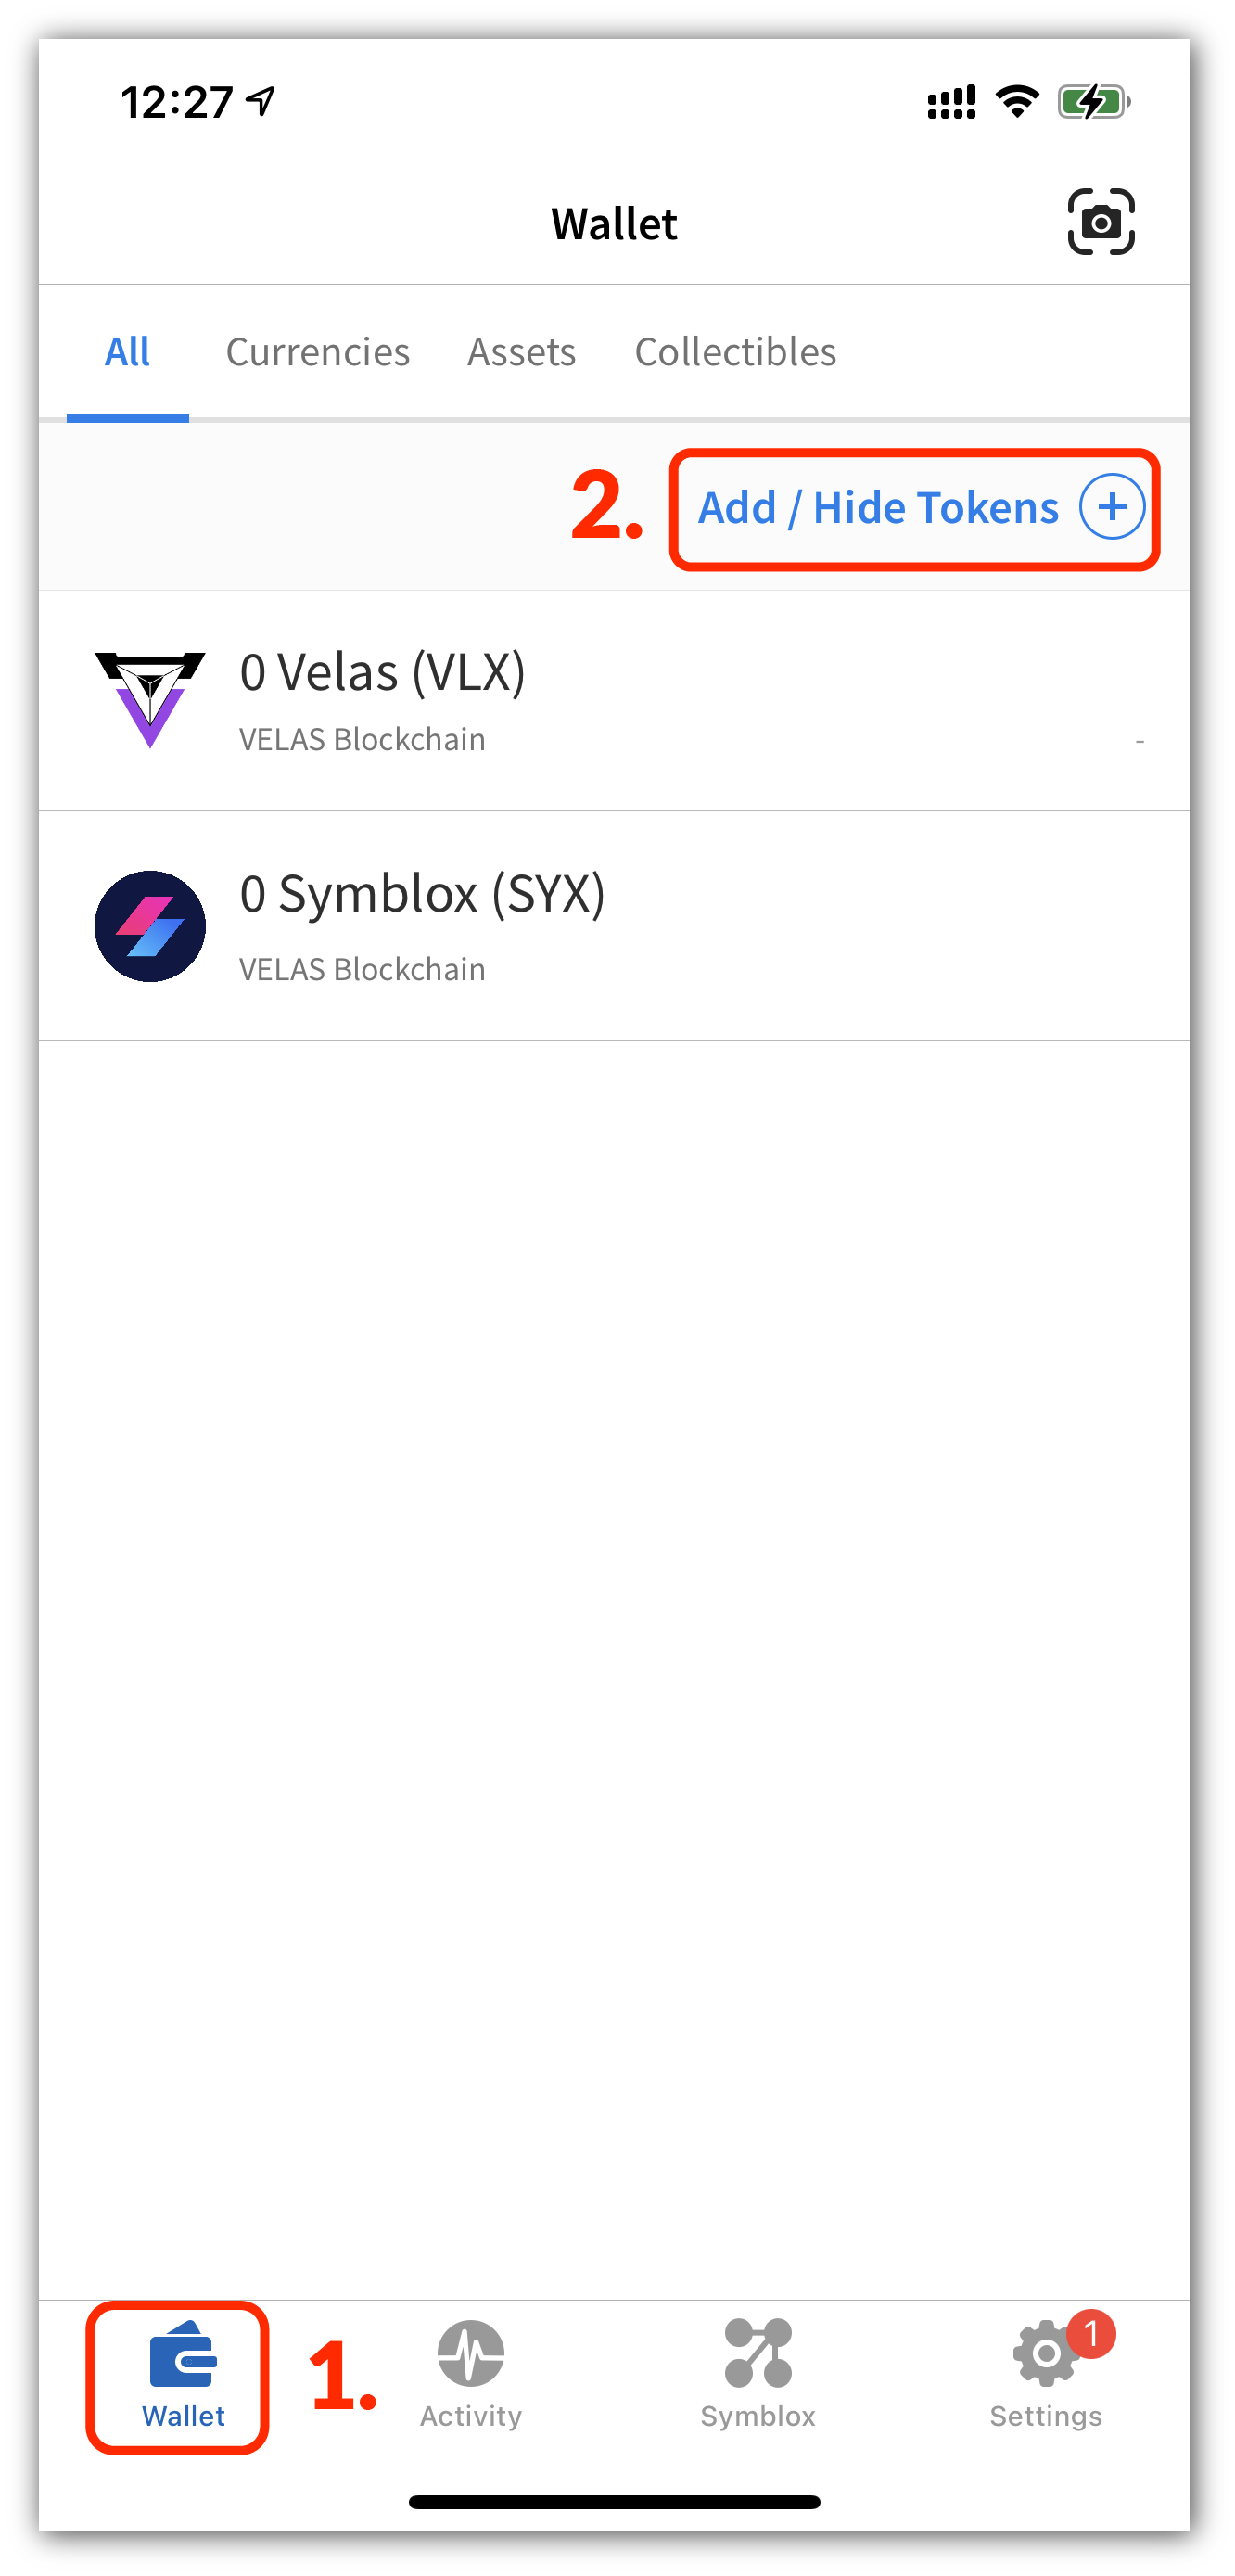 12:27
Wallet
All Currencies Assets Collectibles
2. Add / Hide Tokens
0 Velas (VLX)
VELAS Blockchain
-
0 Symblox (SYX)
VELAS Blockchain
1
1.
Wallet Activity Symblox Settings